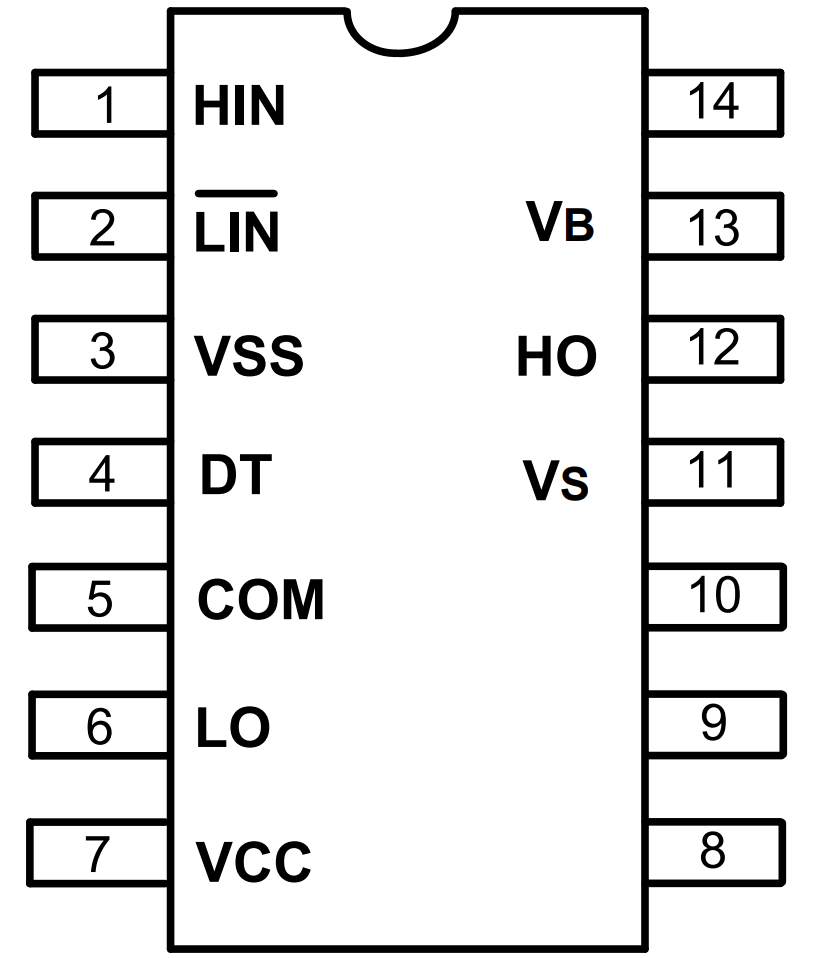 1 HIN 14
2 L̅I̅N̅ VB 13
3 VSS HO 12
4 DT VS 11
5 COM 10
6 LO 9
7 VCC 8